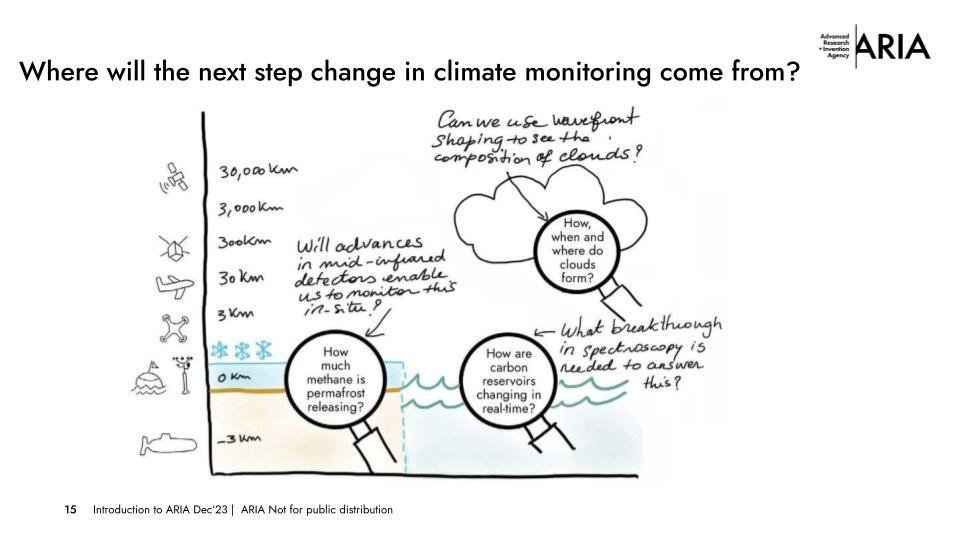 Advanced
Research
+Invention
Agency
ARIA
Where will the next step change in climate monitoring come from?
Can we use wavefront
shaping to see the
composition of clouds?
30,000 km
3,000 km
300km
30 km
3 km
0 km
-3 km
Will advances
in mid-infrared
detectors enable
us to monitor this
in-situ?
How,
when and
where do
clouds
form?
How
much
methane is
permafrost
releasing?
How are
carbon
reservoirs
changing in
real-time?
What breakthrough
in spectroscopy is
needed to answer
this?
15 Introduction to ARIA Dec'23 | ARIA Not for public distribution